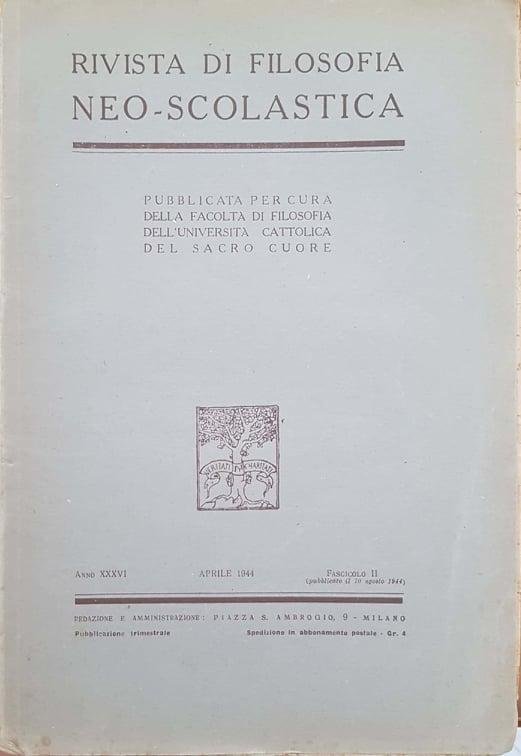 RIVISTA DI FILOSOFIA
NEO-SCOLASTICA
PUBBLICATA PER CURA
DELLA FACOLTÀ DI FILOSOFIA
DELL'UNIVERSITÀ CATTOLICA
DEL SACRO CUORE
VERITATI ET CHARITATI
ANNO XXXVI APRILE 1944 FASCICOLO II
(pubblicato il 10 agosto 1944)
REDAZIONE E AMMINISTRAZIONE: PIAZZA S. AMBROGIO, 9 - MILANO
Pubblicazione trimestrale Spedizione in abbonamento postale - Gr. 4